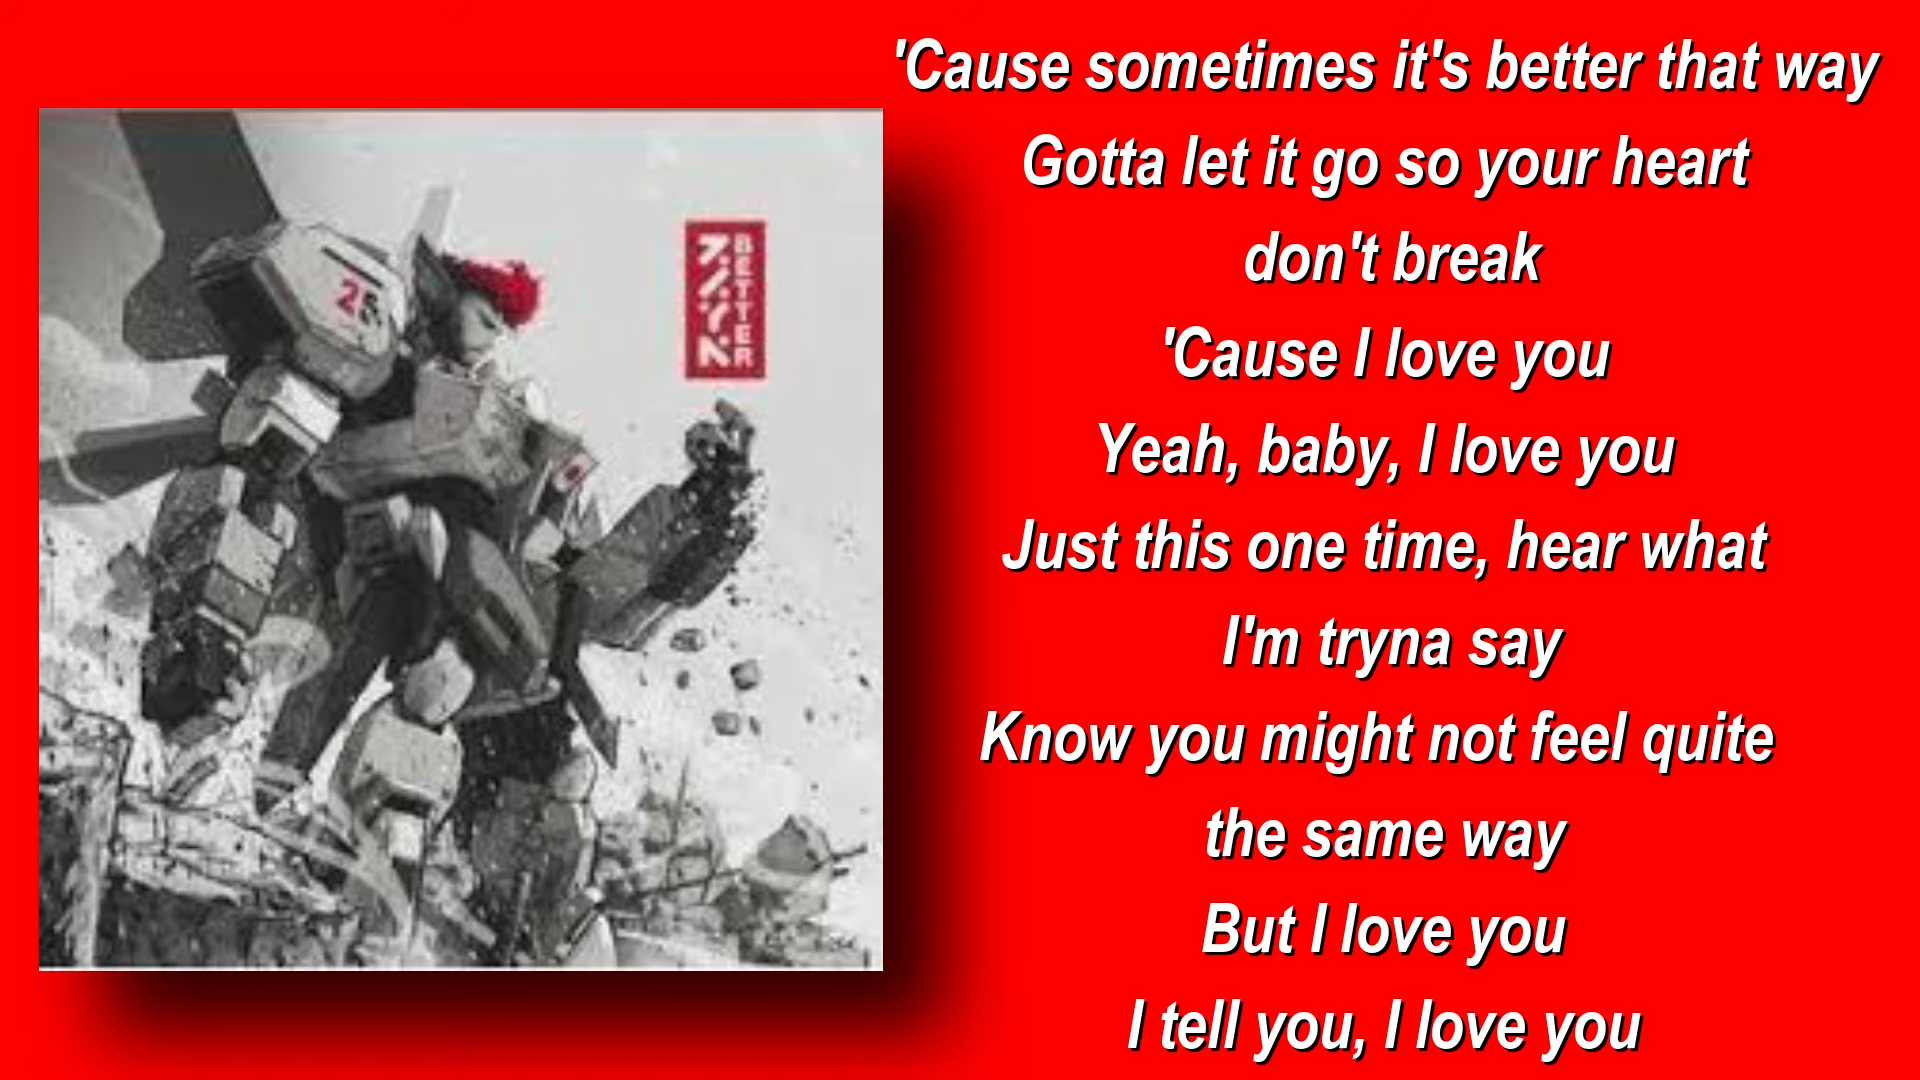 'Cause sometimes it's better that way
Gotta let it go so your heart
don't break
'Cause I love you
Yeah, baby, I love you
Just this one time, hear what
I'm tryna say
Know you might not feel quite
the same way
But I love you
I tell you, I love you
25
BETTER